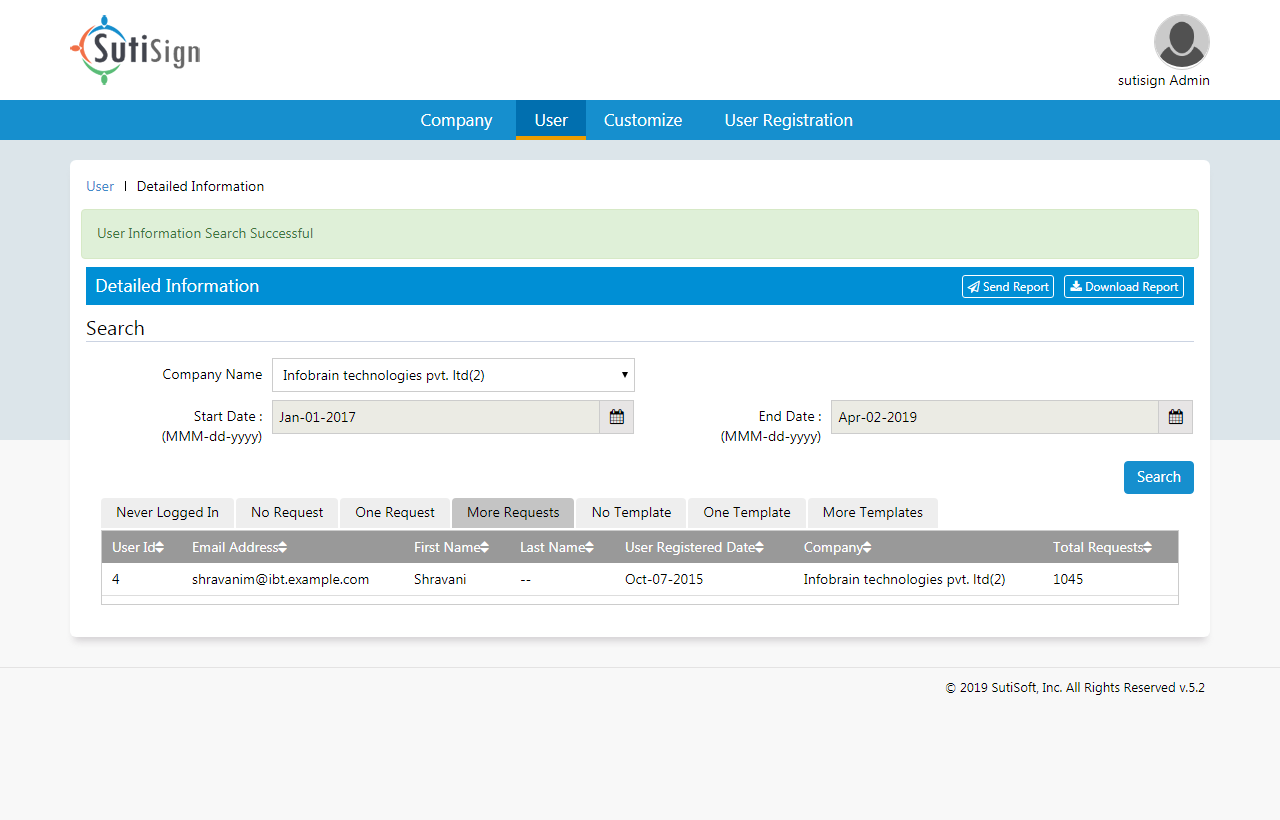 SutiSign
sutisign Admin
Company User Customize User Registration
User | Detailed Information
User Information Search Successful
Detailed Information Send Report Download Report
Search
Company Name Infobrain technologies pvt. ltd(2)
Start Date : Jan-01-2017 End Date : Apr-02-2019
(MMM-dd-yyyy) (MMM-dd-yyyy)
Search
Never Logged In No Request One Request More Requests No Template One Template More Templates
User Id Email Address First Name Last Name User Registered Date Company Total Requests
4 shravanim@ibt.example.com Shravani -- Oct-07-2015 Infobrain technologies pvt. ltd(2) 1045
© 2019 SutiSoft, Inc. All Rights Reserved v.5.2